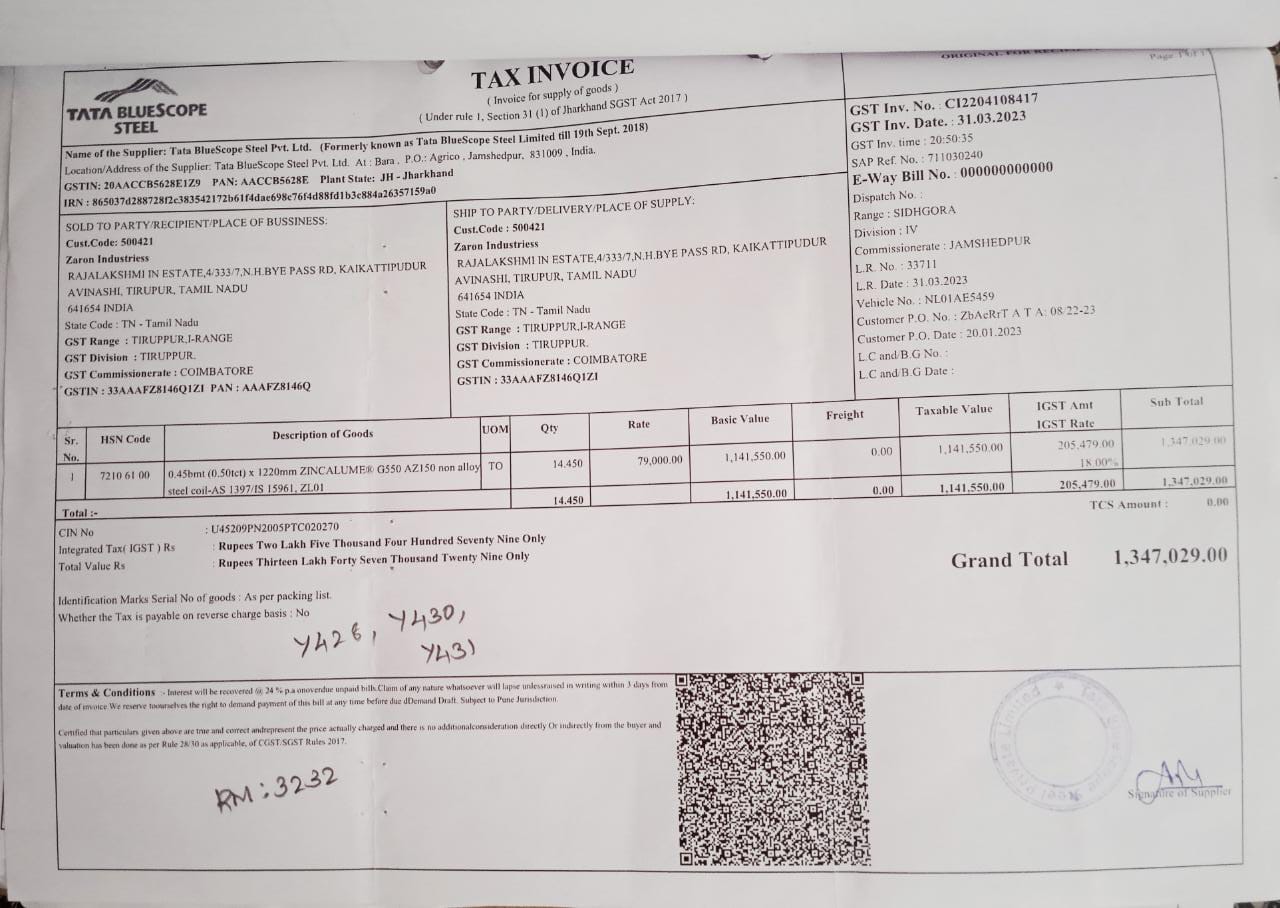 ORIGINAL FOR RECIPIENT
Page 1 of 1
TATA BLUESCOPE
STEEL
TAX INVOICE
( Invoice for supply of goods )
( Under rule 1, Section 31 (1) of Jharkhand SGST Act 2017 )
Name of the Supplier: Tata BlueScope Steel Pvt. Ltd. (Formerly known as Tata BlueScope Steel Limited till 19th Sept. 2018)
Location/Address of the Supplier: Tata BlueScope Steel Pvt. Ltd. At : Bara , P.O.: Agrico , Jamshedpur, 831009 , India.
GSTIN: 20AACCB5628E1Z9 PAN: AACCB5628E Plant State: JH - Jharkhand
IRN : 865037d288728f2c383542172b61f4dae698c76f4d88fd1b3c884a26357159a0
GST Inv. No. : CI2204108417
GST Inv. Date. : 31.03.2023
GST Inv. time : 20:50:35
SAP Ref. No. : 711030240
E-Way Bill No. : 000000000000
Dispatch No. :
Range : SIDHGORA
Division : IV
Commissionerate : JAMSHEDPUR
L.R. No. : 33711
L.R. Date : 31.03.2023
Vehicle No. : NL01AE5459
Customer P.O. No. : ZbAcRrT A T A: 08/22-23
Customer P.O. Date : 20.01.2023
L.C and/B.G No. :
L.C and/B.G Date :
SOLD TO PARTY/RECIPIENT/PLACE OF BUSSINESS:
Cust.Code: 500421
Zaron Industriess
RAJALAKSHMI IN ESTATE,4/333/7,N.H.BYE PASS RD, KAIKATTIPUDUR
AVINASHI, TIRUPUR, TAMIL NADU
641654 INDIA
State Code : TN - Tamil Nadu
GST Range : TIRUPPUR,I-RANGE
GST Division : TIRUPPUR.
GST Commissionerate : COIMBATORE
GSTIN : 33AAAFZ8146Q1Z1 PAN : AAAFZ8146Q
SHIP TO PARTY/DELIVERY/PLACE OF SUPPLY:
Cust.Code: 500421
Zaron Industriess
RAJALAKSHMI IN ESTATE,4/333/7,N.H.BYE PASS RD, KAIKATTIPUDUR
AVINASHI, TIRUPUR, TAMIL NADU
641654 INDIA
State Code : TN - Tamil Nadu
GST Range : TIRUPPUR,I-RANGE
GST Division : TIRUPPUR.
GST Commissionerate : COIMBATORE
GSTIN : 33AAAFZ8146Q1Z1
Sr. No. HSN Code Description of Goods UOM Qty Rate Basic Value Freight Taxable Value IGST Amt IGST Rate Sub Total
1 7210 61 00 0.45bmt (0.50tct) x 1220mm ZINCALUME® G550 AZ150 non alloy TO 14.450 79,000.00 1,141,550.00 0.00 1,141,550.00 205,479.00 1,347,029.00
steel coil-AS 1397/IS 15961, ZL01 18.00%
Total :- 14.450 1,141,550.00 0.00 1,141,550.00 205,479.00 1,347,029.00
TCS Amount : 0.00
CIN No : U45209PN2005PTC020270
Integrated Tax( IGST ) Rs : Rupees Two Lakh Five Thousand Four Hundred Seventy Nine Only
Total Value Rs : Rupees Thirteen Lakh Forty Seven Thousand Twenty Nine Only
Grand Total 1,347,029.00
Identification Marks Serial No of goods : As per packing list.
Whether the Tax is payable on reverse charge basis : No
Y426, Y430,
Y431
Terms & Conditions :- Interest will be recovered @ 24 % p.a onoverdue unpaid bills.Claim of any nature whatsoever will lapse unlessraised in writing within 3 days from
date of invoice.We reserve toourselves the right to demand payment of this bill at any time before due dDemand Draft. Subject to Pune Jurisdiction.
Certified that particulars given above are true and correct andrepresent the price actually charged and there is no additionalconsideration directly Or indirectly from the buyer and
valuation has been done as per Rule 28/30 as applicable, of CGST/SGST Rules 2017.
RM: 3232
Tata BlueScope Steel Private Limited
Signature of Supplier